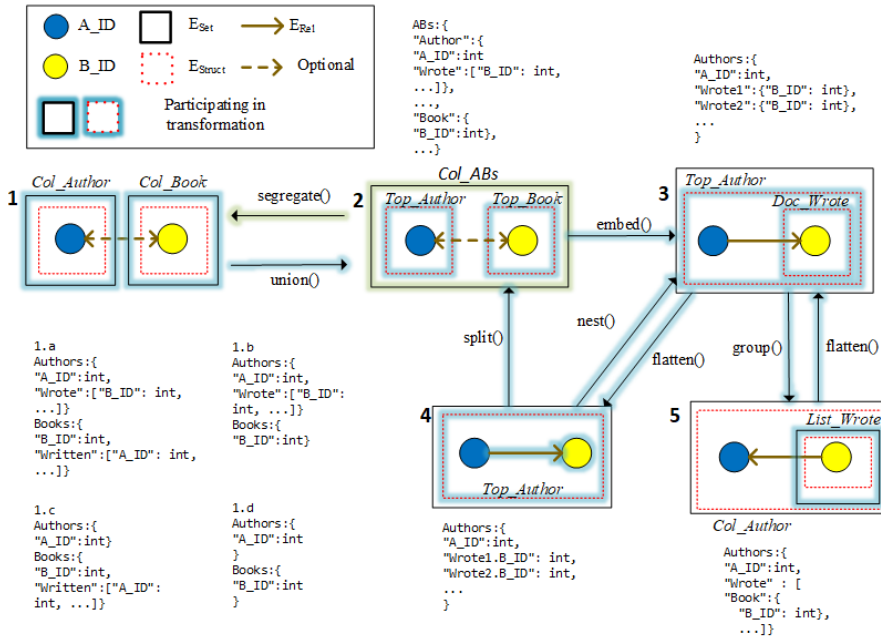 A_ID
E_Set
E_Rel
B_ID
E_Struct
Optional
Participating in
transformation
ABs:{
"Author":{
"A_ID":int
"Wrote":["B_ID": int,
...]},
...,
"Book":{
"B_ID":int},
...}
Authors:{
"A_ID":int,
"Wrote1":{"B_ID": int},
"Wrote2":{"B_ID": int},
...
}
1
Col_Author
Col_Book
segregate()
union()
2
Col_ABs
Top_Author
Top_Book
embed()
3
Top_Author
Doc_Wrote
split()
nest()
flatten()
group()
flatten()
4
Top_Author
5
List_Wrote
Col_Author
1.a
Authors:{
"A_ID":int,
"Wrote":["B_ID": int,
...]}
Books:{
"B_ID":int,
"Written":["A_ID": int,
...]}
1.b
Authors:{
"A_ID":int,
"Wrote":["B_ID":
int, ...]}
Books:{
"B_ID":int}
1.c
Authors:{
"A_ID":int}
Books:{
"B_ID":int,
"Written":["A_ID":
int, ...]}
1.d
Authors:{
"A_ID":int
}
Books:{
"B_ID":int
}
Authors:{
"A_ID":int,
"Wrote1.B_ID": int,
"Wrote2.B_ID": int,
...
}
Authors:{
"A_ID":int,
"Wrote" : [
"Book":{
"B_ID": int},
...]}